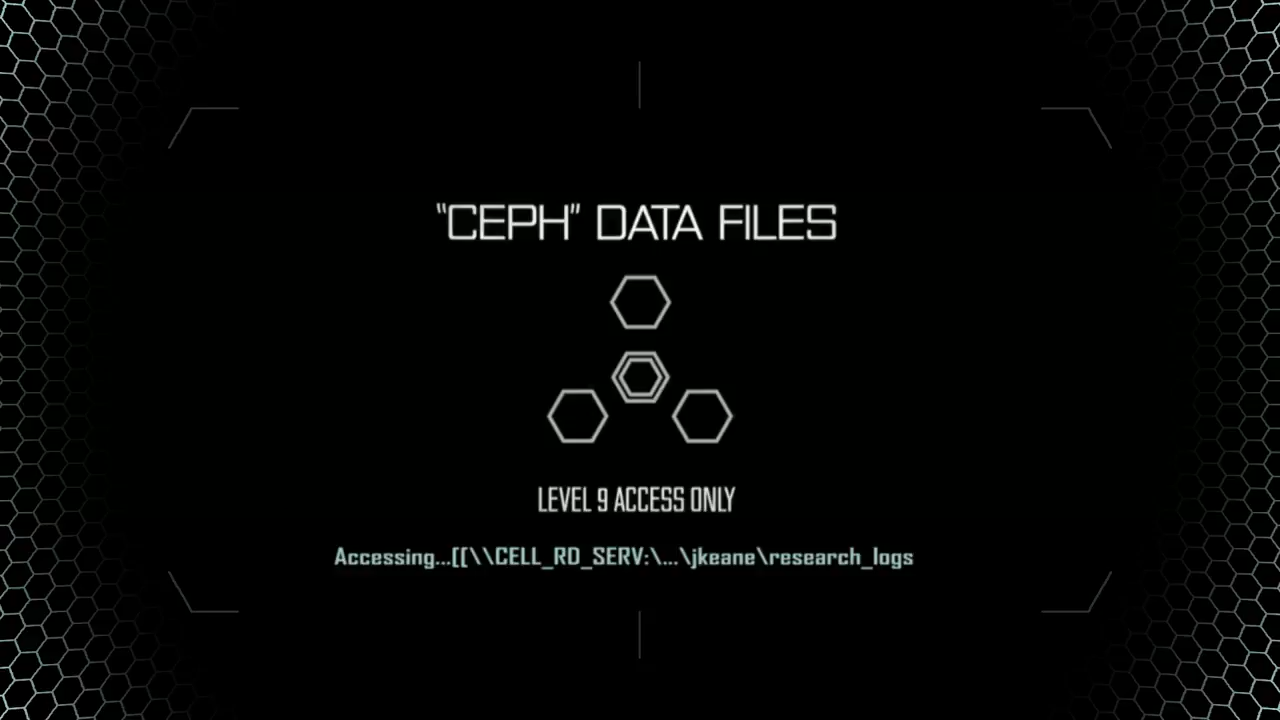 "CEPH" DATA FILES
LEVEL 9 ACCESS ONLY
Accessing...[[\\CELL_RD_SERV:\...\jkeane\research_logs